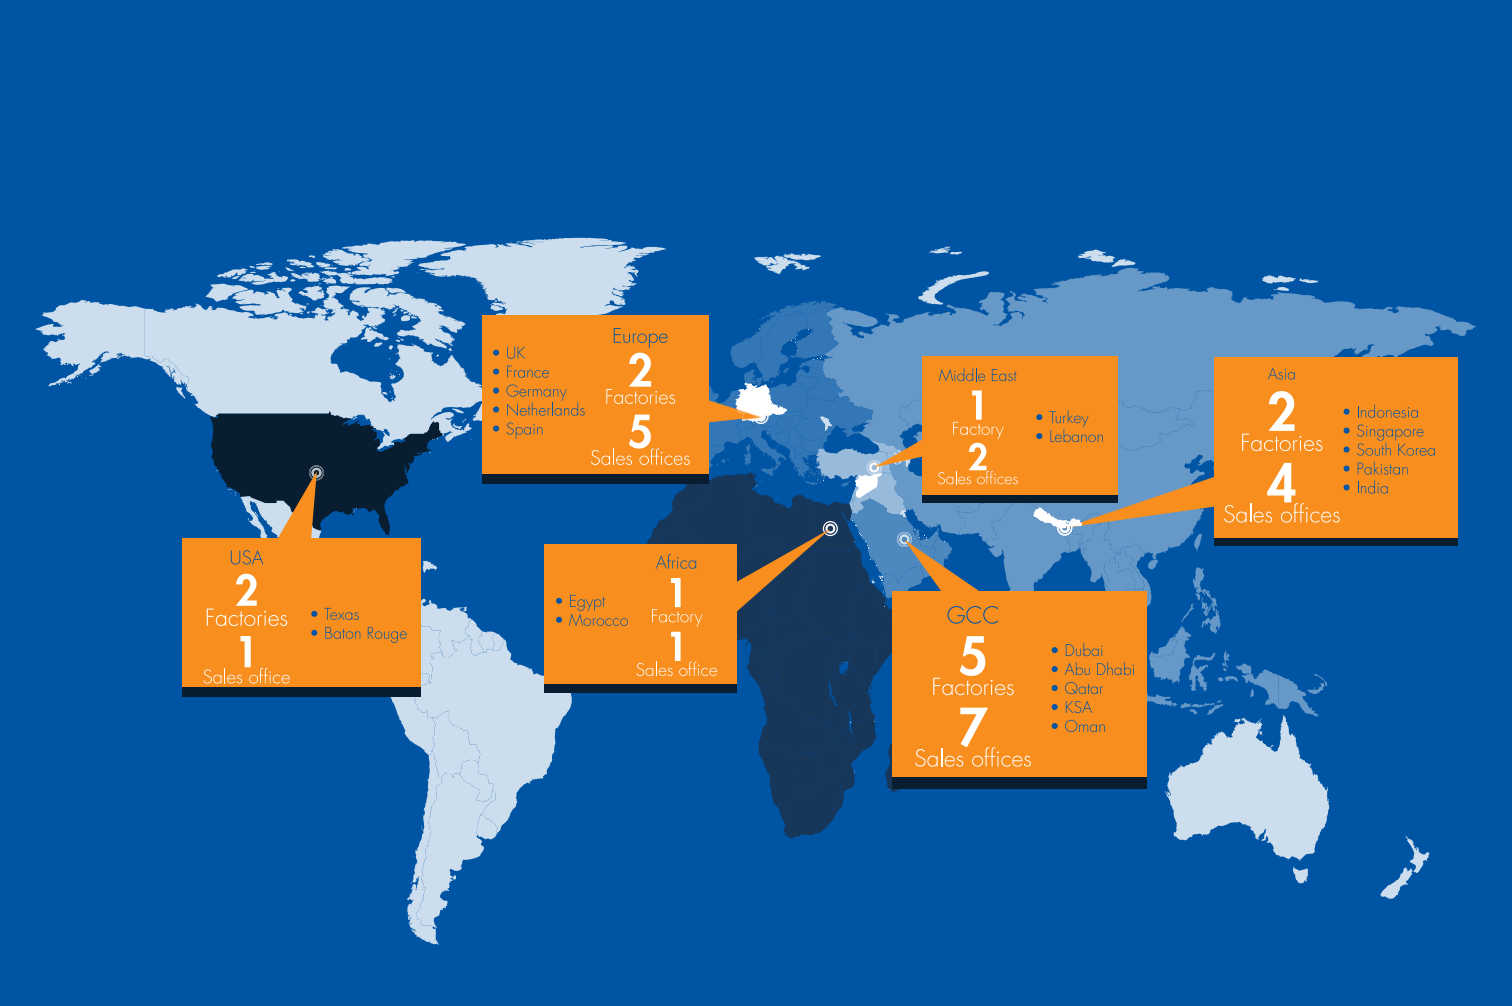 Europe
2
Factories
5
Sales offices
• UK
• France
• Germany
• Netherlands
• Spain
Middle East
1
Factory
2
Sales offices
• Turkey
• Lebanon
Asia
2
Factories
4
Sales offices
• Indonesia
• Singapore
• South Korea
• Pakistan
• India
USA
2
Factories
1
Sales office
• Texas
• Baton Rouge
Africa
1
Factory
1
Sales office
• Egypt
• Morocco
GCC
5
Factories
7
Sales offices
• Dubai
• Abu Dhabi
• Qatar
• KSA
• Oman